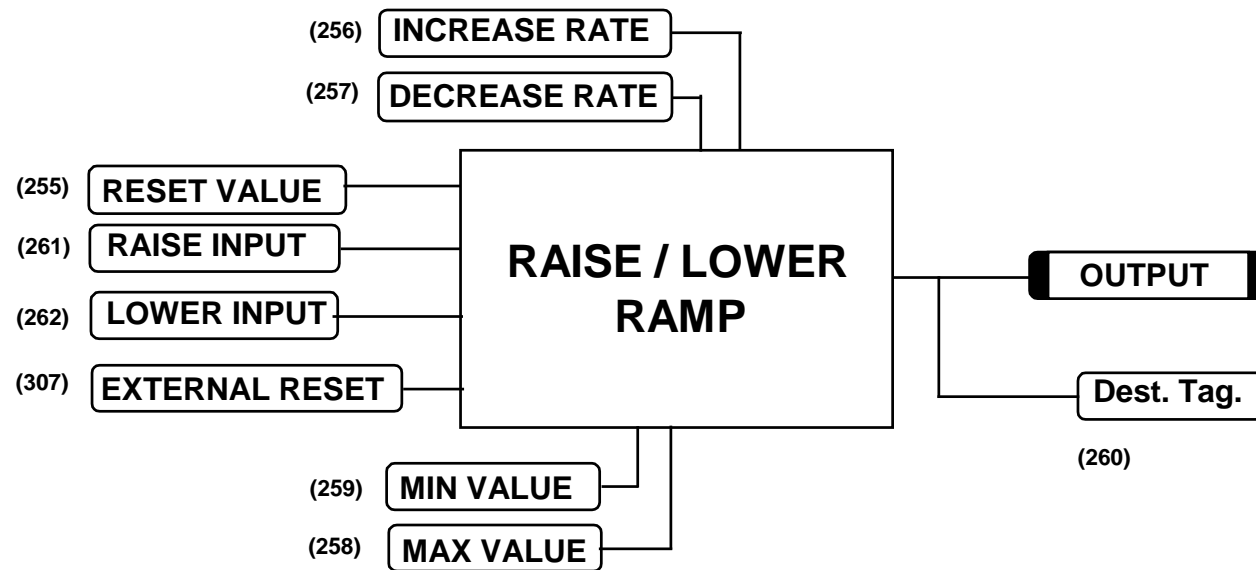 (256) INCREASE RATE
(257) DECREASE RATE
(255) RESET VALUE
(261) RAISE INPUT
(262) LOWER INPUT
(307) EXTERNAL RESET
RAISE / LOWER
RAMP
OUTPUT
Dest. Tag.
(260)
(259) MIN VALUE
(258) MAX VALUE